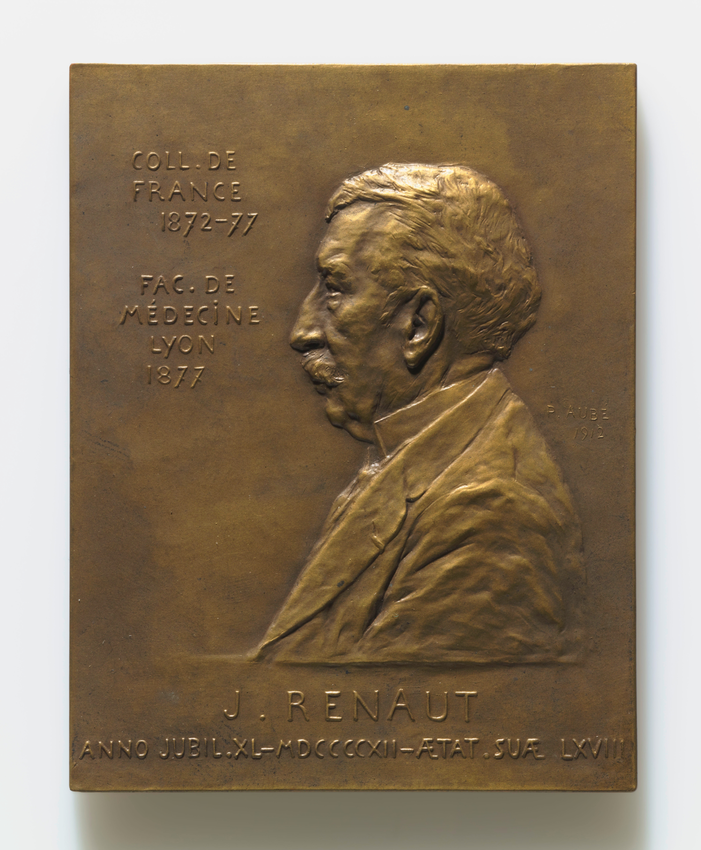 COLL. DE
FRANCE
1872-77
FAC. DE
MÉDECINE
LYON
1877
P. AUBE
1912
J. RENAUT
ANNO JUBIL. XL-MDCCCCXII-ÆTAT. SUÆ LXVIII